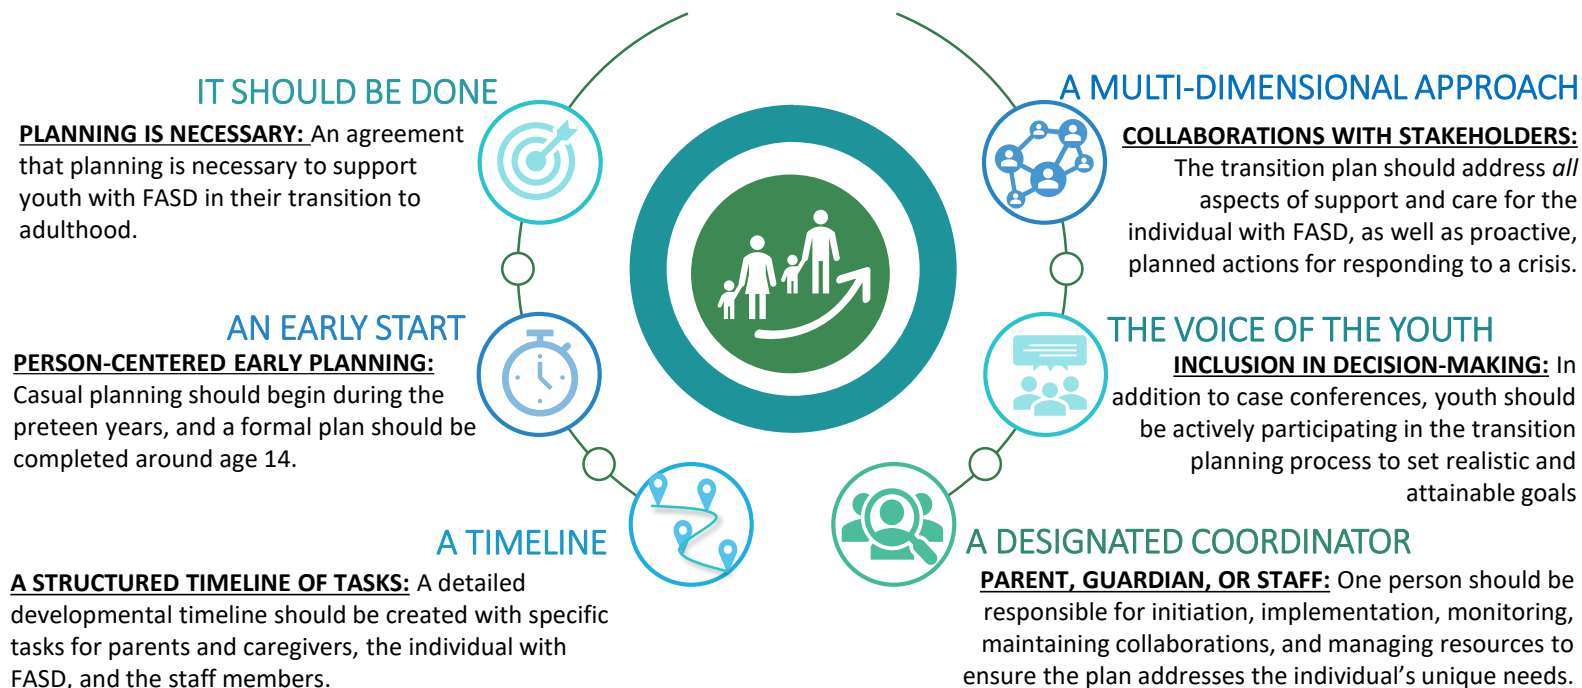 IT SHOULD BE DONE
PLANNING IS NECESSARY: An agreement
that planning is necessary to support
youth with FASD in their transition to
adulthood.
AN EARLY START
PERSON-CENTERED EARLY PLANNING:
Casual planning should begin during the
preteen years, and a formal plan should be
completed around age 14.
A TIMELINE
A STRUCTURED TIMELINE OF TASKS: A detailed
developmental timeline should be created with specific
tasks for parents and caregivers, the individual with
FASD, and the staff members.
A MULTI-DIMENSIONAL APPROACH
COLLABORATIONS WITH STAKEHOLDERS:
The transition plan should address all
aspects of support and care for the
individual with FASD, as well as proactive,
planned actions for responding to a crisis.
THE VOICE OF THE YOUTH
INCLUSION IN DECISION-MAKING: In
addition to case conferences, youth should
be actively participating in the transition
planning process to set realistic and
attainable goals
A DESIGNATED COORDINATOR
PARENT, GUARDIAN, OR STAFF: One person should be
responsible for initiation, implementation, monitoring,
maintaining collaborations, and managing resources to
ensure the plan addresses the individual's unique needs.